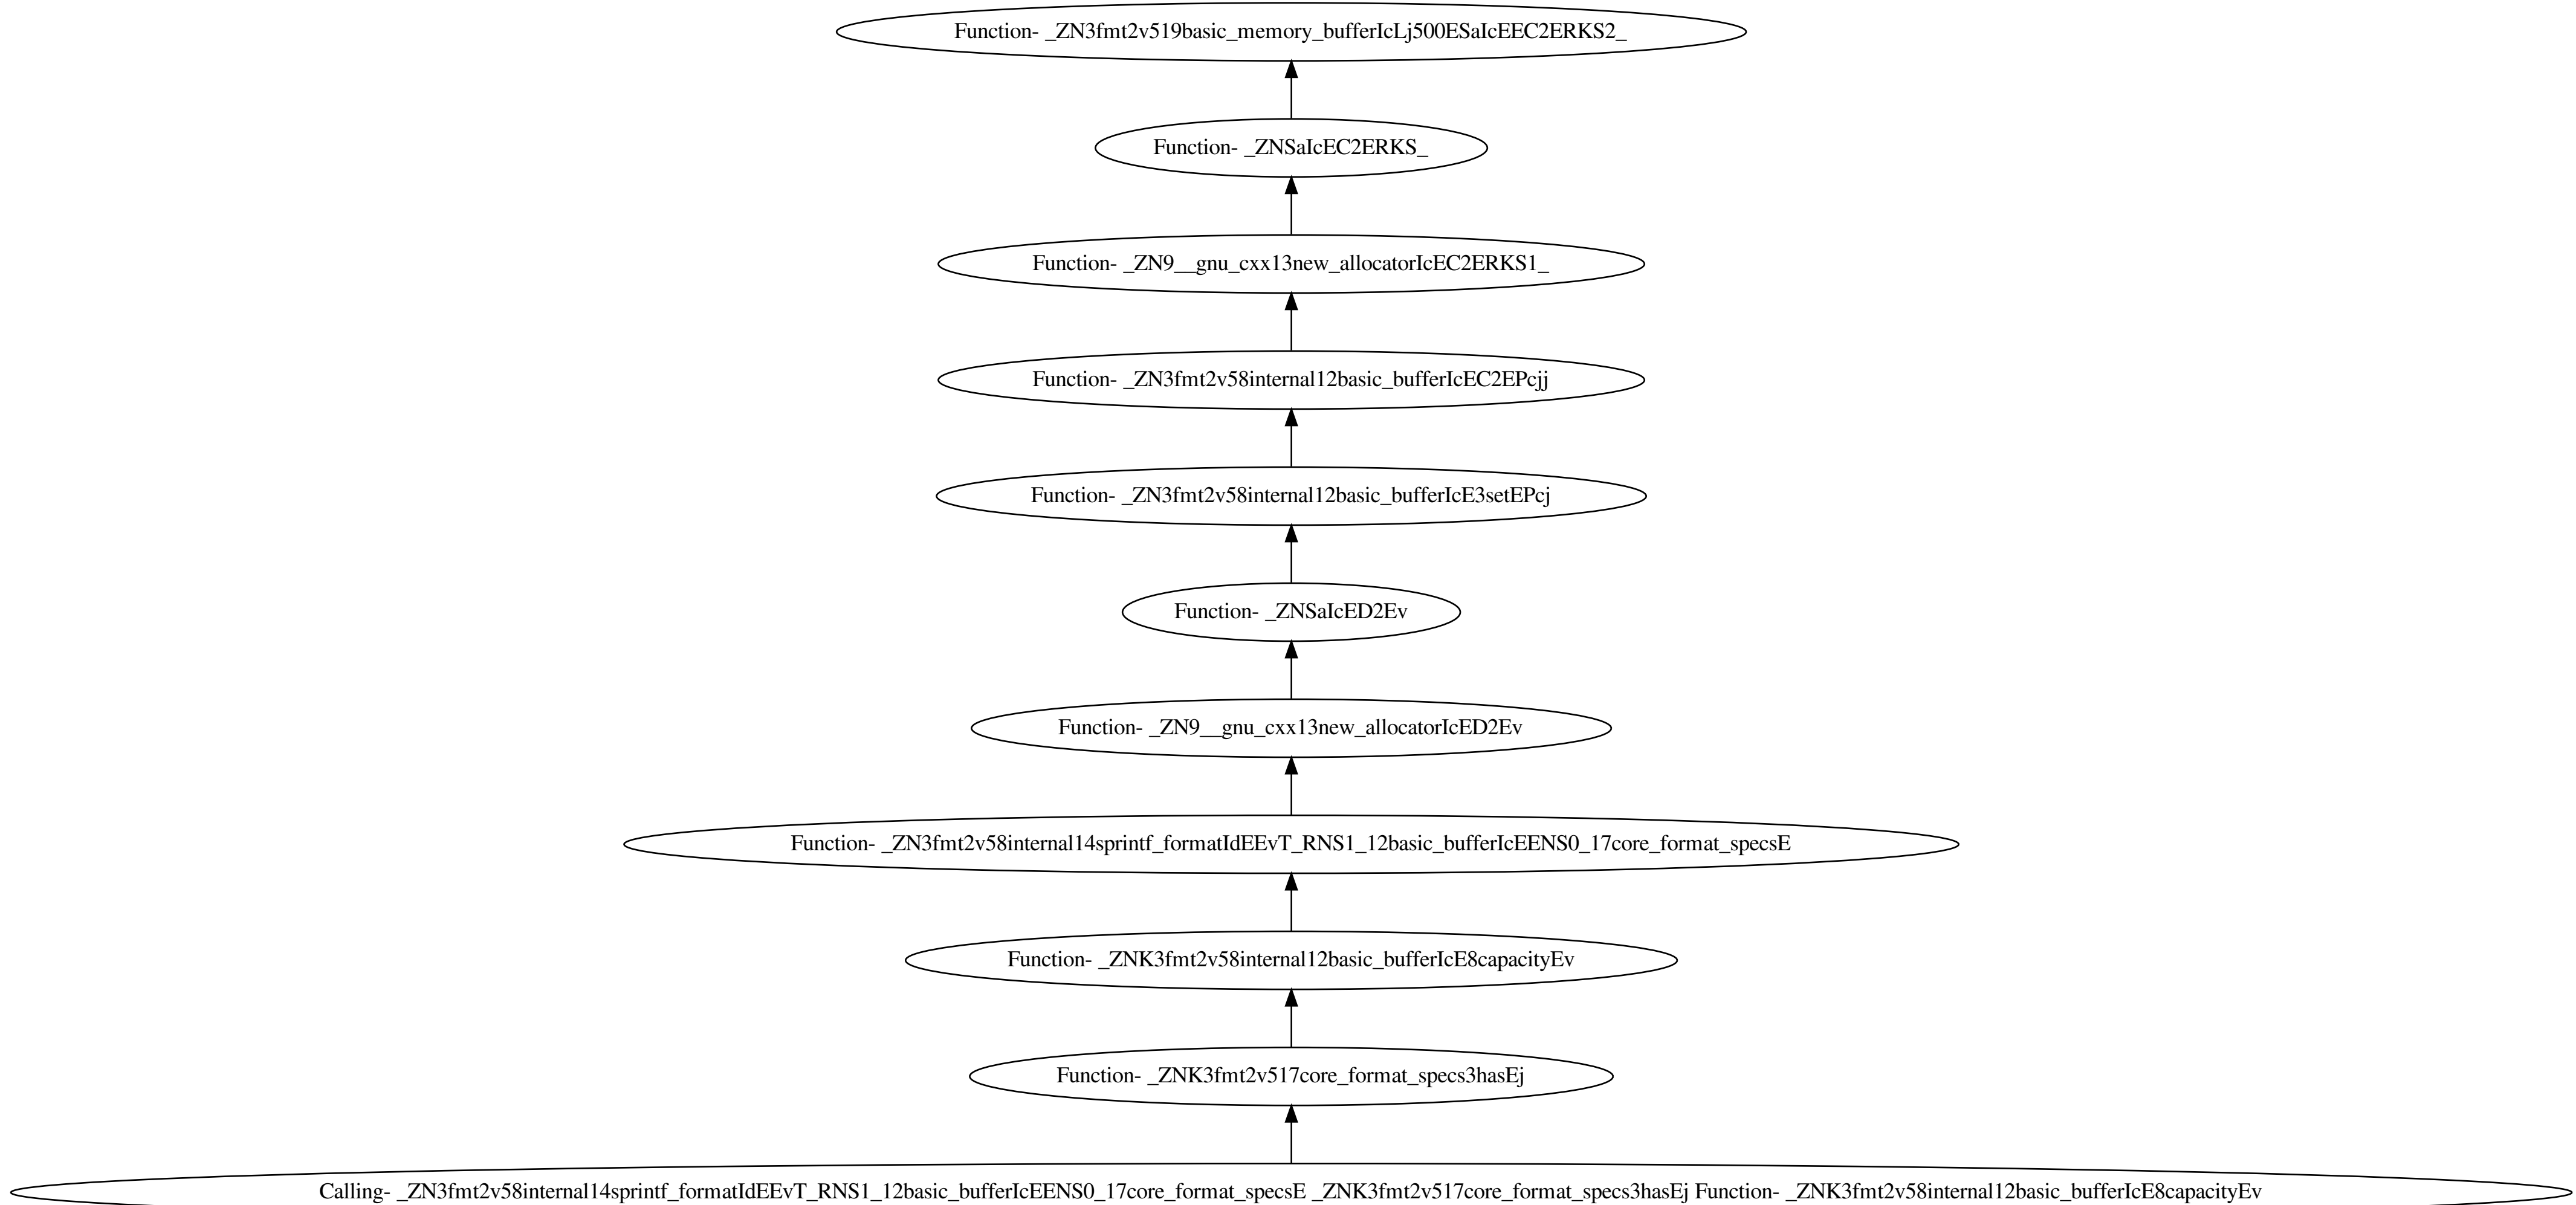 Function- _ZN3fmt2v519basic_memory_bufferIcLj500ESaIcEEC2ERKS2_
Function- _ZNSaIcEC2ERKS_
Function- _ZN9__gnu_cxx13new_allocatorIcEC2ERKS1_
Function- _ZN3fmt2v58internal12basic_bufferIcEC2EPcjj
Function- _ZN3fmt2v58internal12basic_bufferIcE3setEPcj
Function- _ZNSaIcED2Ev
Function- _ZN9__gnu_cxx13new_allocatorIcED2Ev
Function- _ZN3fmt2v58internal14sprintf_formatIdEEvT_RNS1_12basic_bufferIcEENS0_17core_format_specsE
Function- _ZNK3fmt2v58internal12basic_bufferIcE8capacityEv
Function- _ZNK3fmt2v517core_format_specs3hasEj
Calling- _ZN3fmt2v58internal14sprintf_formatIdEEvT_RNS1_12basic_bufferIcEENS0_17core_format_specsE _ZNK3fmt2v517core_format_specs3hasEj Function- _ZNK3fmt2v58internal12basic_bufferIcE8capacityEv